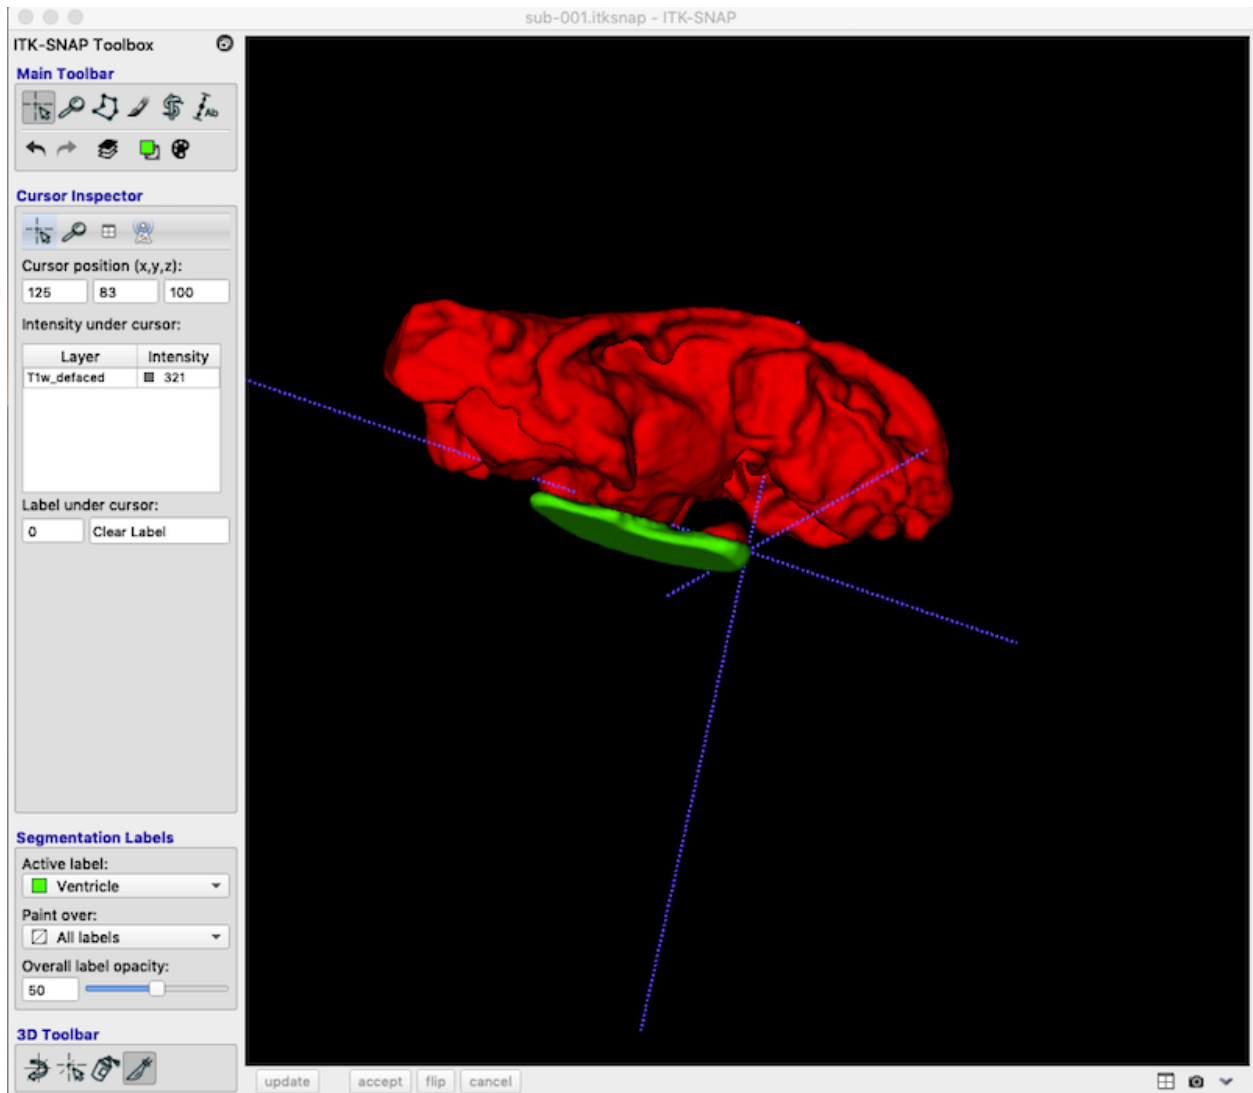 sub-001.itksnap - ITK-SNAP
ITK-SNAP Toolbox
Main Toolbar
Ab
Cursor Inspector
Cursor position (x,y,z):
125 83 100
Intensity under cursor:
Layer Intensity
T1w_defaced 321
Label under cursor:
0 Clear Label
Segmentation Labels
Active label:
Ventricle
Paint over:
All labels
Overall label opacity:
50
3D Toolbar
update accept flip cancel